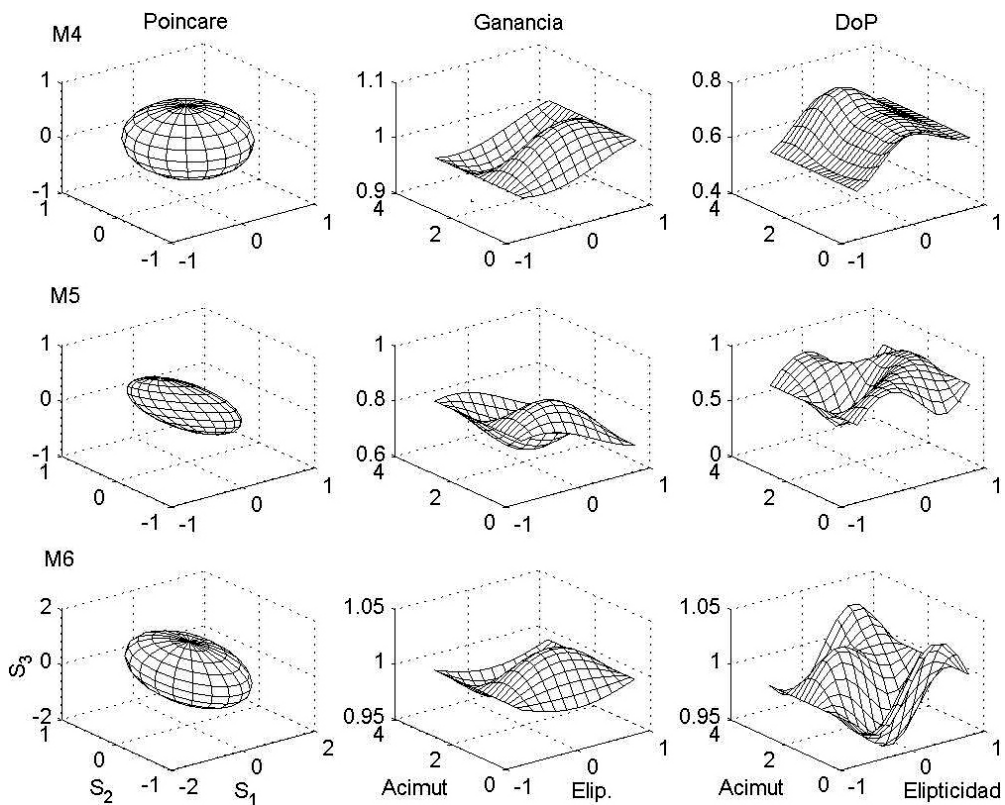 Poincare Ganancia DoP
M4
1 1.1 0.8
0 1 0.6
-1 0.9 0.4
1 0 -1 -1 0 1
4 2 0 -1 0 1
4 2 0 -1 0 1
M5
1 1 1
0 0.8 0.5
-1 0.6 0
1 0 -1 -1 0 1
4 2 0 -1 0 1
4 2 0 -1 0 1
M6
2 1.05 1.05
0 1 1
-2 0.95 0.95
S3
1 0 -1 -2 0 2
4 2 0 -1 0 1
4 2 0 -1 0 1
S2 S1 Acimut Elip. Acimut Elipticidad